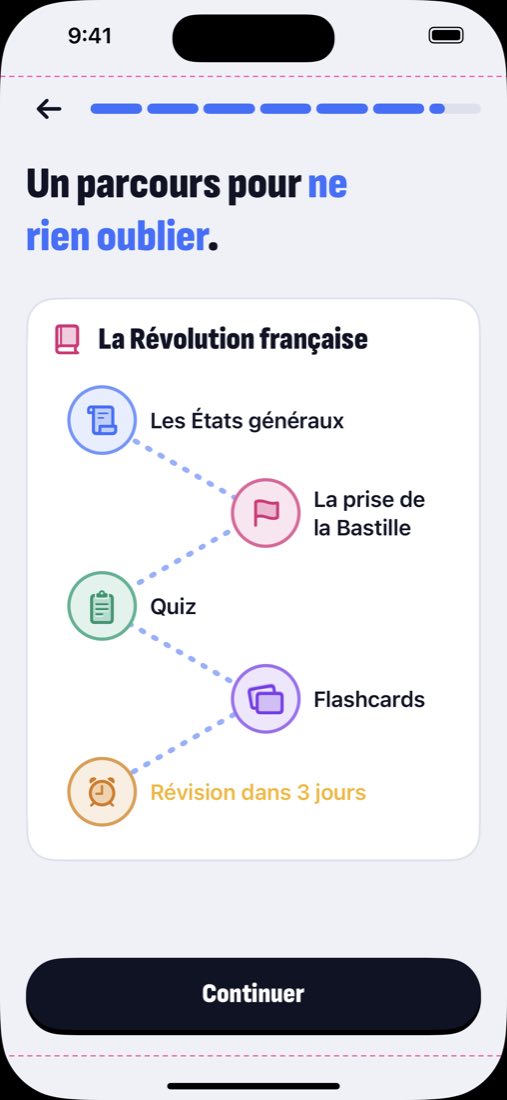 9:41
Un parcours pour ne
rien oublier.
La Révolution française
Les États généraux
La prise de
la Bastille
Quiz
Flashcards
Révision dans 3 jours
Continuer